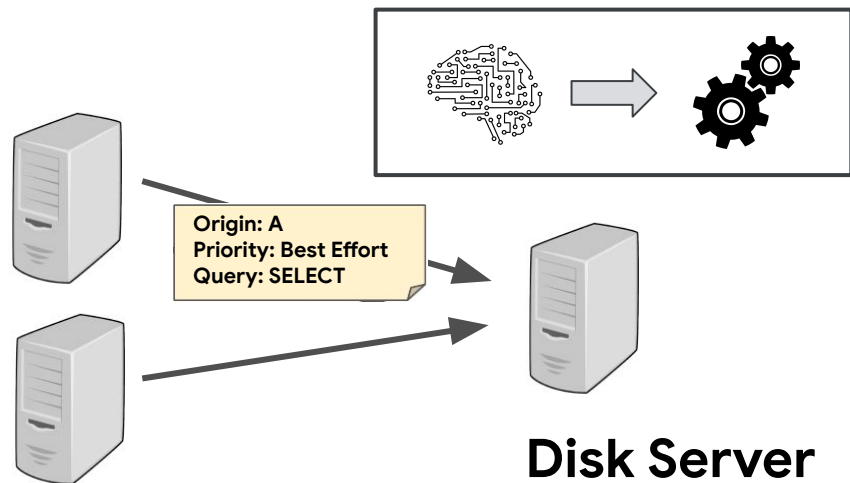 Origin: A
Priority: Best Effort
Query: SELECT
Disk Server